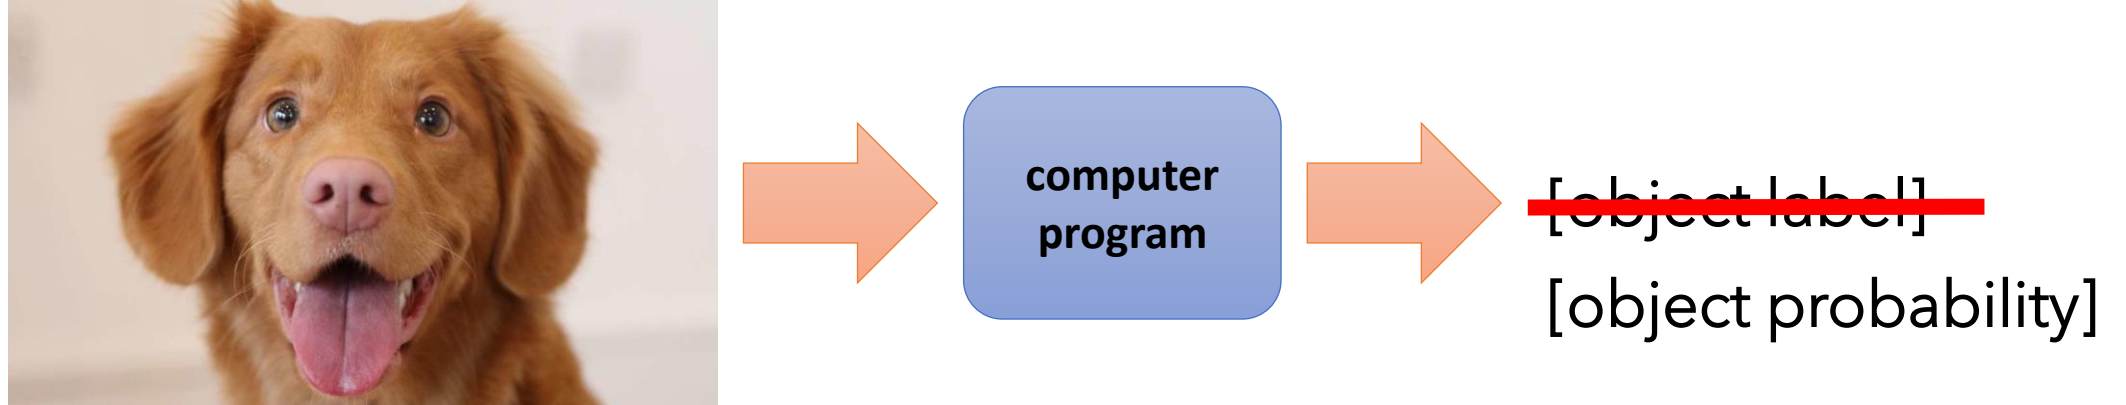 computer
program
[object label]
[object probability]